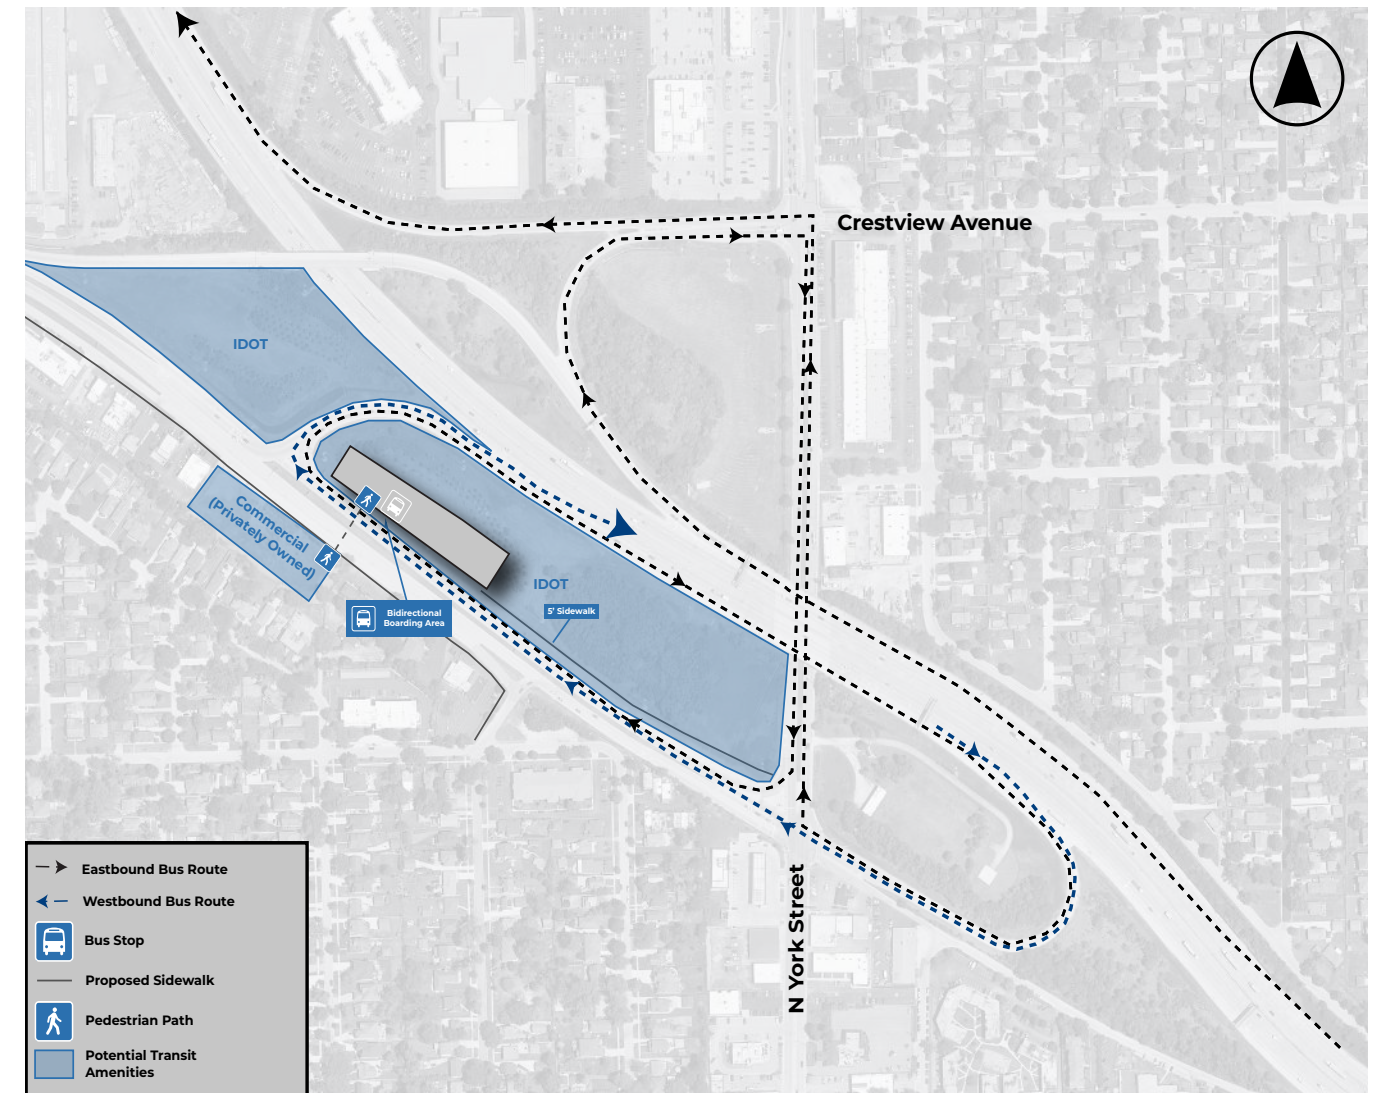 Crestview Avenue
IDOT
Commercial
(Privately Owned)
IDOT
5' Sidewalk
Bidirectional
Boarding Area
N York Street
Eastbound Bus Route
Westbound Bus Route
Bus Stop
Proposed Sidewalk
Pedestrian Path
Potential Transit
Amenities